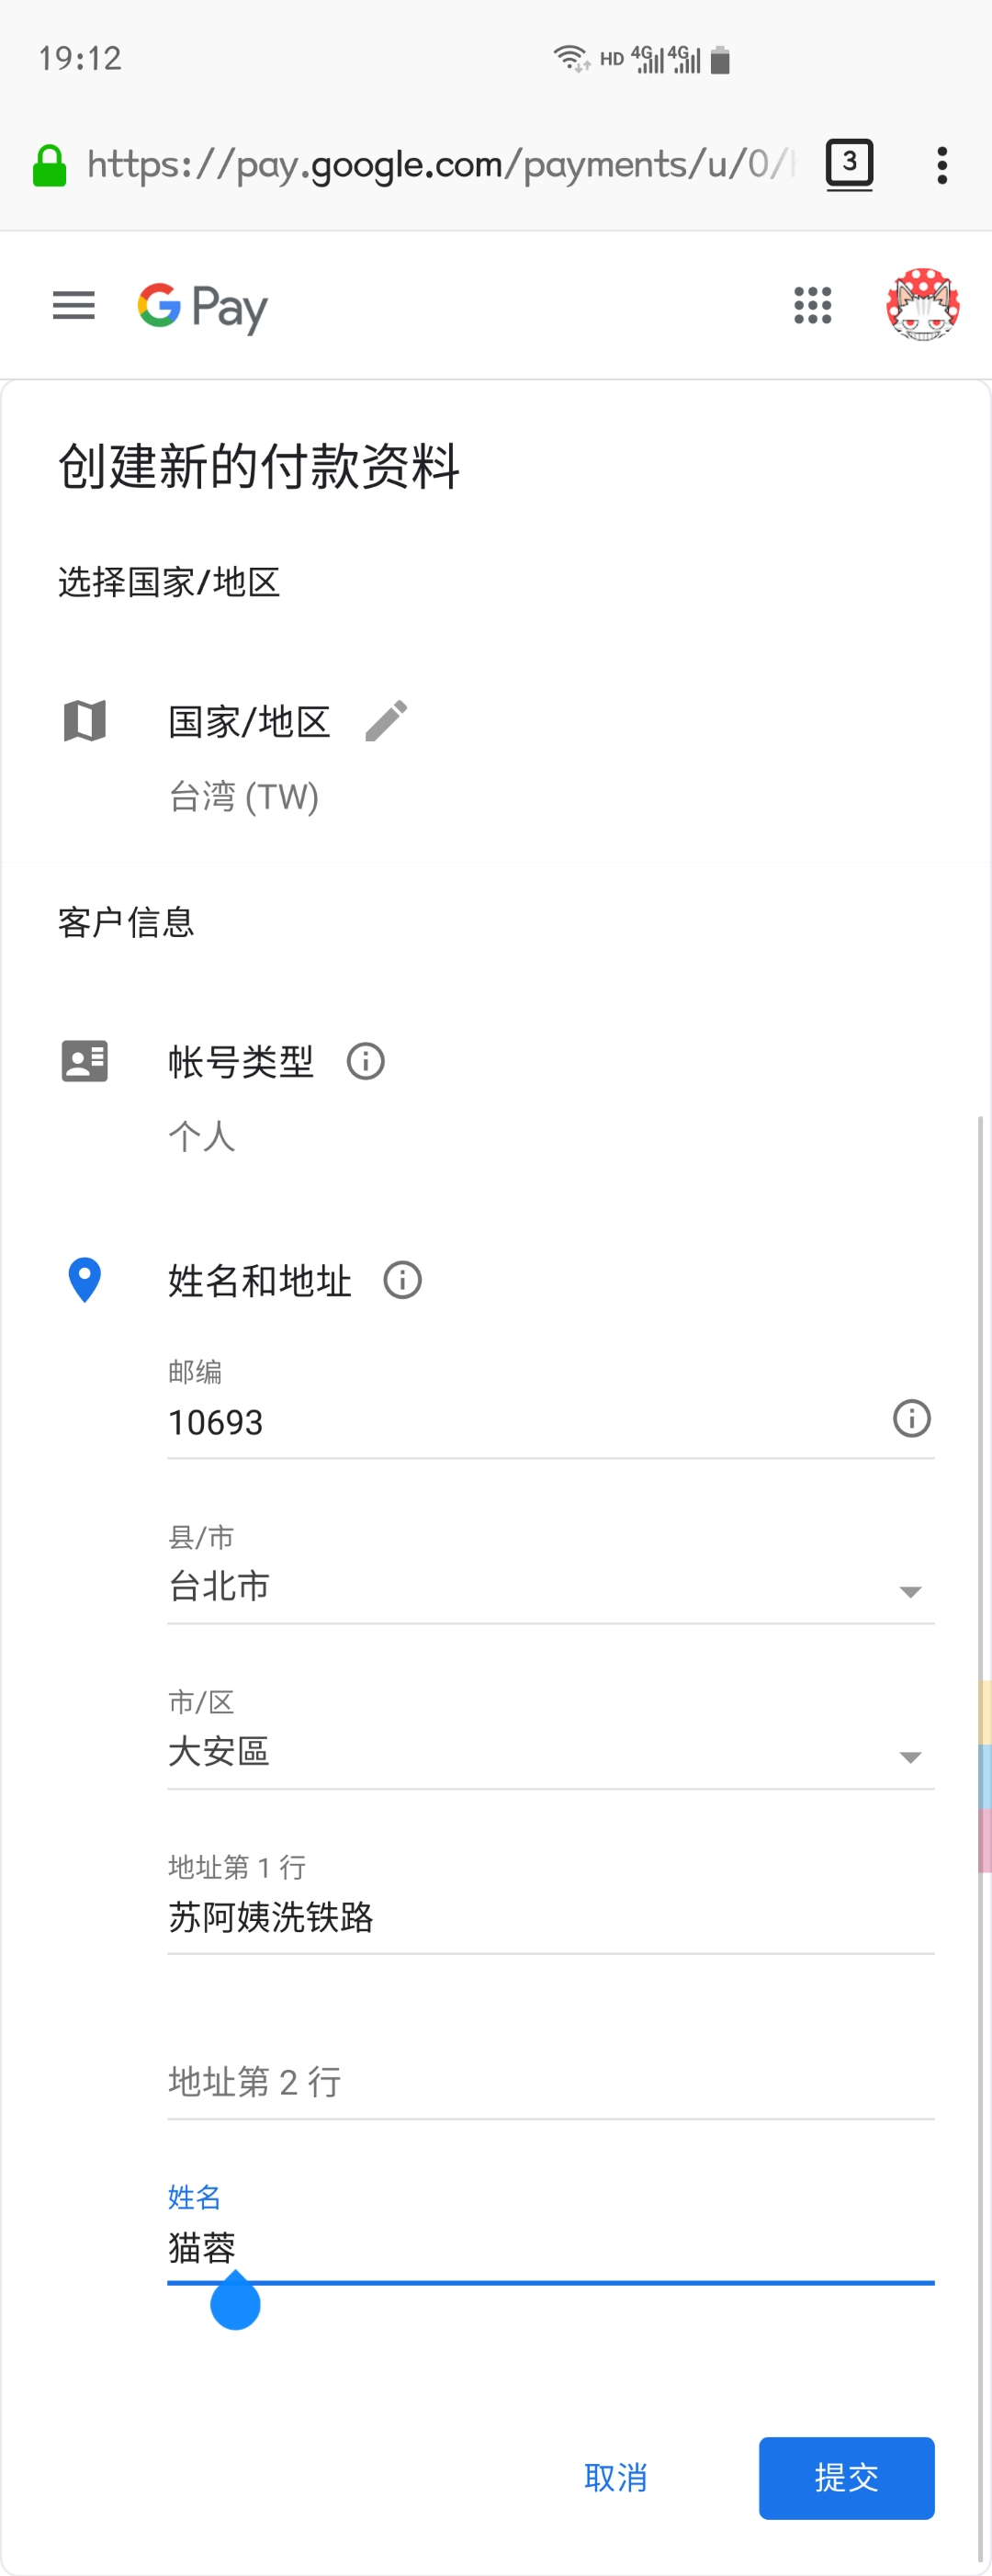 19:12
HD 4G 4G
https://pay.google.com/payments/u/0/
3
G Pay
创建新的付款资料
选择国家/地区
国家/地区
台湾 (TW)
客户信息
帐号类型
个人
姓名和地址
邮编
10693
县/市
台北市
市/区
大安區
地址第 1 行
苏阿姨洗铁路
地址第 2 行
姓名
猫蓉
取消
提交